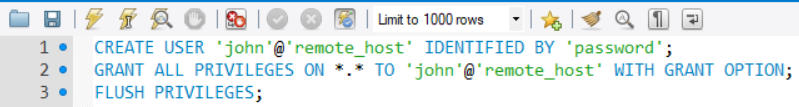 Limit to 1000 rows
1 CREATE USER 'john'@'remote_host' IDENTIFIED BY 'password';
2 GRANT ALL PRIVILEGES ON *.* TO 'john'@'remote_host' WITH GRANT OPTION;
3 FLUSH PRIVILEGES;